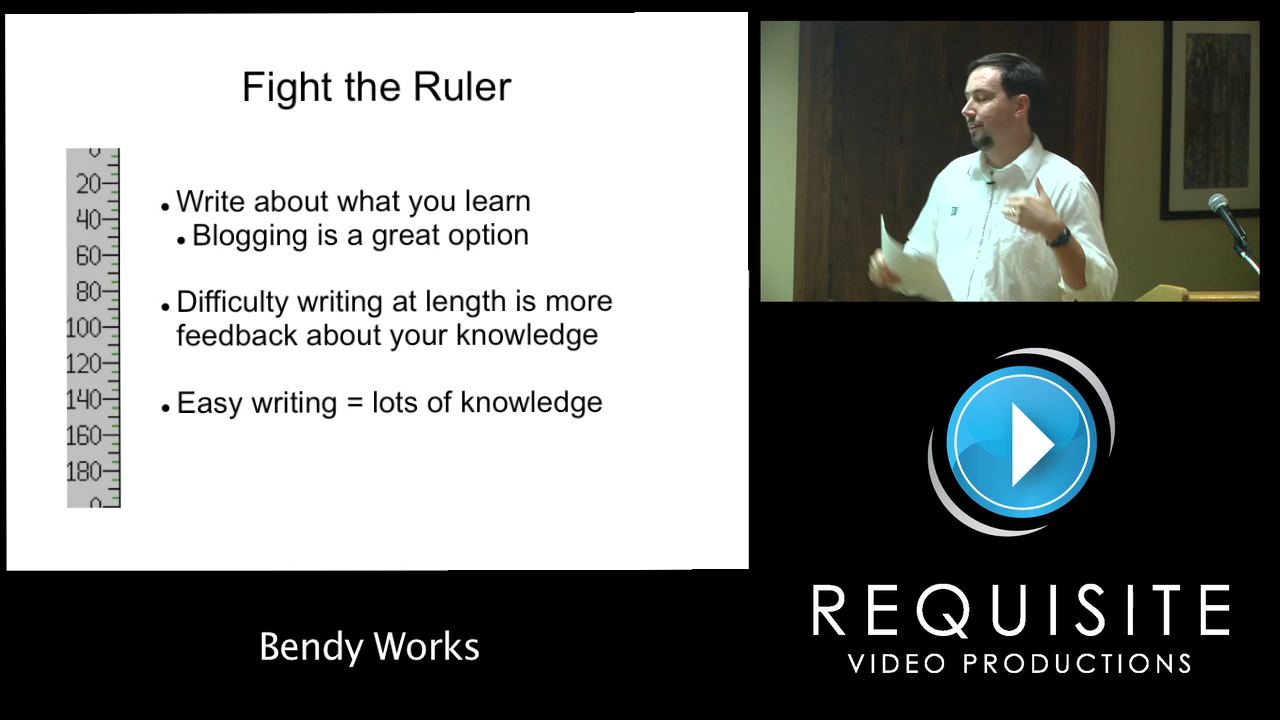 Fight the Ruler
0
20
40
60
80
100
120
140
160
180
0
• Write about what you learn
• Blogging is a great option
• Difficulty writing at length is more
feedback about your knowledge
• Easy writing = lots of knowledge
Bendy Works
REQUISITE
VIDEO PRODUCTIONS